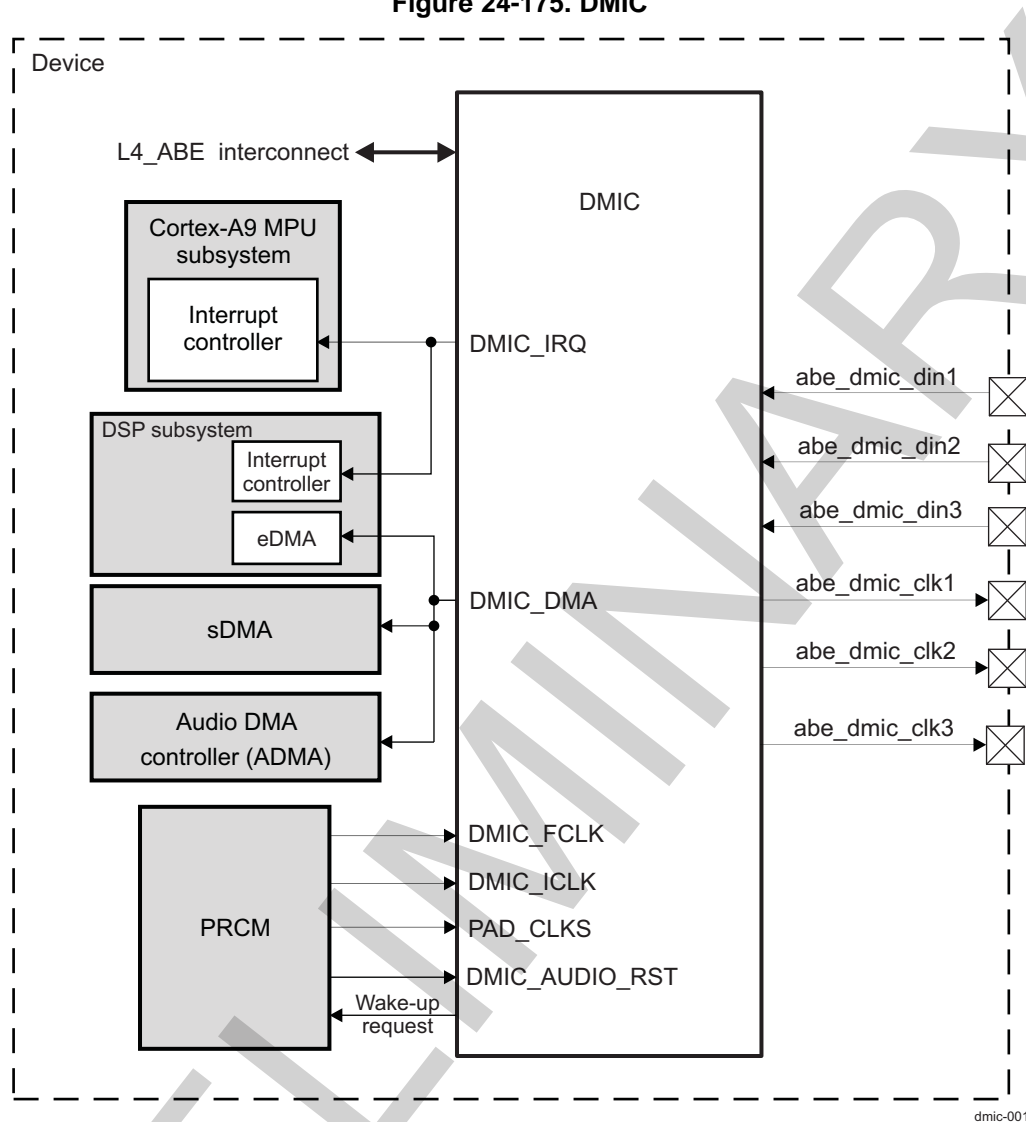 Figure 24-175. DMIC
Device
L4_ABE interconnect
DMIC
Cortex-A9 MPU
subsystem
Interrupt
controller
DMIC_IRQ
abe_dmic_din1
DSP subsystem
Interrupt
controller
abe_dmic_din2
eDMA
abe_dmic_din3
DMIC_DMA
abe_dmic_clk1
sDMA
abe_dmic_clk2
Audio DMA
controller (ADMA)
abe_dmic_clk3
PRCM
DMIC_FCLK
DMIC_ICLK
PAD_CLKS
DMIC_AUDIO_RST
Wake-up
request
dmic-001